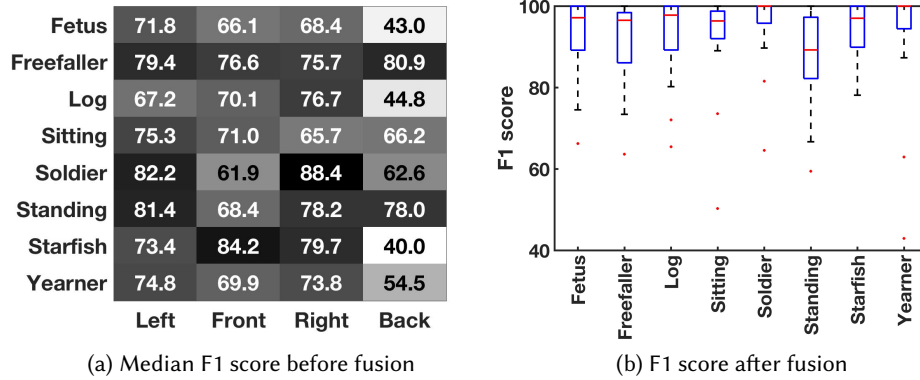 Fetus 71.8 66.1 68.4 43.0
Freefaller 79.4 76.6 75.7 80.9
Log 67.2 70.1 76.7 44.8
Sitting 75.3 71.0 65.7 66.2
Soldier 82.2 61.9 88.4 62.6
Standing 81.4 68.4 78.2 78.0
Starfish 73.4 84.2 79.7 40.0
Yearner 74.8 69.9 73.8 54.5
Left Front Right Back
(a) Median F1 score before fusion
F1 score
100
80
60
40
Fetus
Freefaller
Log
Sitting
Soldier
Standing
Starfish
Yearner
(b) F1 score after fusion